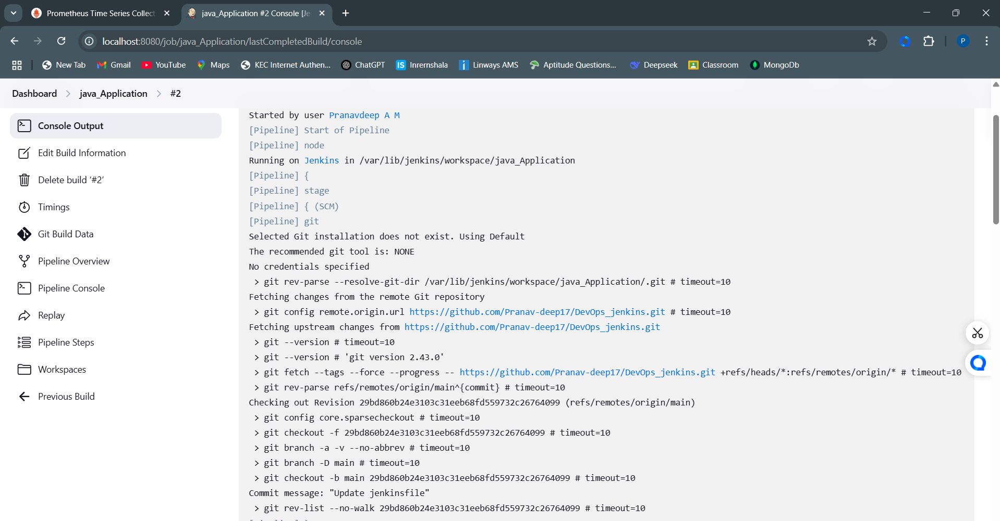 Prometheus Time Series Collect
java_Application #2 Console [Je
localhost:8080/job/java_Application/lastCompletedBuild/console
P
New Tab Gmail YouTube Maps KEC Internet Authen... ChatGPT IS Inrernshala Linways AMS Aptitude Questions... Deepseek Classroom MongoDb
Dashboard > java_Application > #2
Console Output
Edit Build Information
Delete build ‘#2’
Timings
Git Build Data
Pipeline Overview
Pipeline Console
Replay
Pipeline Steps
Workspaces
Previous Build
Started by user Pranavdeep A M
[Pipeline] Start of Pipeline
[Pipeline] node
Running on Jenkins in /var/lib/jenkins/workspace/java_Application
[Pipeline] {
[Pipeline] stage
[Pipeline] { (SCM)
[Pipeline] git
Selected Git installation does not exist. Using Default
The recommended git tool is: NONE
No credentials specified
> git rev-parse --resolve-git-dir /var/lib/jenkins/workspace/java_Application/.git # timeout=10
Fetching changes from the remote Git repository
> git config remote.origin.url https://github.com/Pranav-deep17/DevOps_jenkins.git # timeout=10
Fetching upstream changes from https://github.com/Pranav-deep17/DevOps_jenkins.git
> git --version # timeout=10
> git --version # 'git version 2.43.0'
> git fetch --tags --force --progress -- https://github.com/Pranav-deep17/DevOps_jenkins.git +refs/heads/*:refs/remotes/origin/* # timeout=10
> git rev-parse refs/remotes/origin/main^{commit} # timeout=10
Checking out Revision 29bd860b24e3103c31eeb68fd559732c26764099 (refs/remotes/origin/main)
> git config core.sparsecheckout # timeout=10
> git checkout -f 29bd860b24e3103c31eeb68fd559732c26764099 # timeout=10
> git branch -a -v --no-abbrev # timeout=10
> git branch -D main # timeout=10
> git checkout -b main 29bd860b24e3103c31eeb68fd559732c26764099 # timeout=10
Commit message: "Update jenkinsfile"
> git rev-list --no-walk 29bd860b24e3103c31eeb68fd559732c26764099 # timeout=10